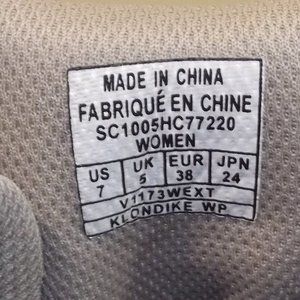 MADE IN CHINA
FABRIQUÉ EN CHINE
SC1005HC77220
WOMEN
US UK EUR JPN
7 5 38 24
V1173WEXT
KLONDIKE WP